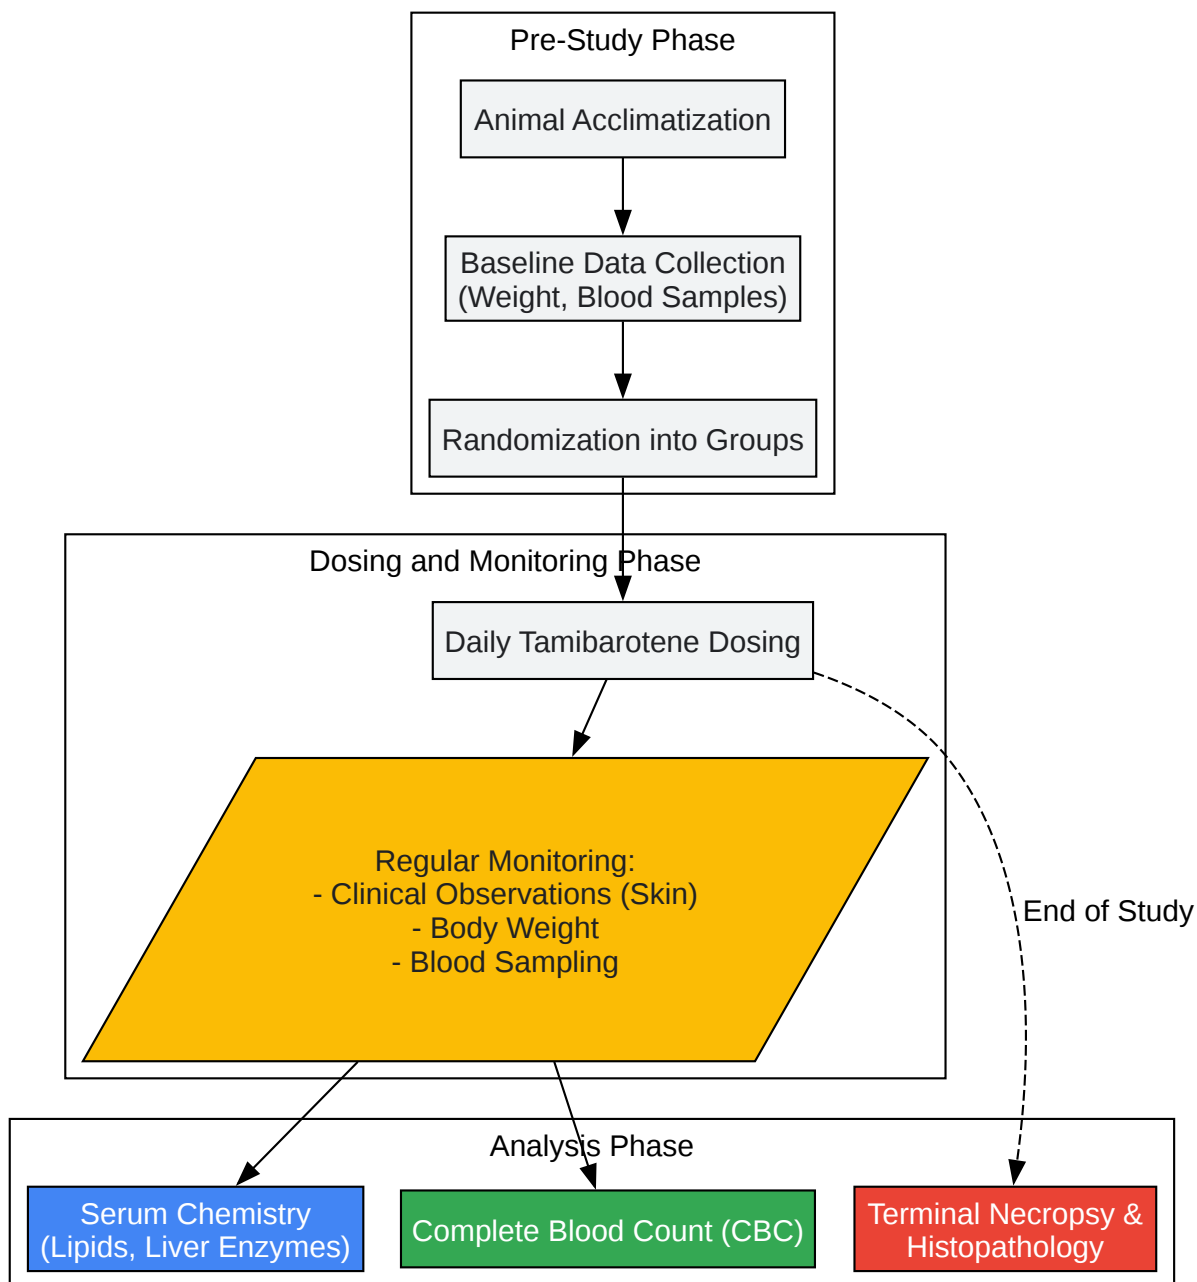 Pre-Study Phase
Animal Acclimatization
Baseline Data Collection
(Weight, Blood Samples)
Randomization into Groups
Dosing and Monitoring Phase
Daily Tamibarotene Dosing
Regular Monitoring:
- Clinical Observations (Skin)
- Body Weight
- Blood Sampling
End of Study
Analysis Phase
Serum Chemistry
(Lipids, Liver Enzymes)
Complete Blood Count (CBC)
Terminal Necropsy &
Histopathology